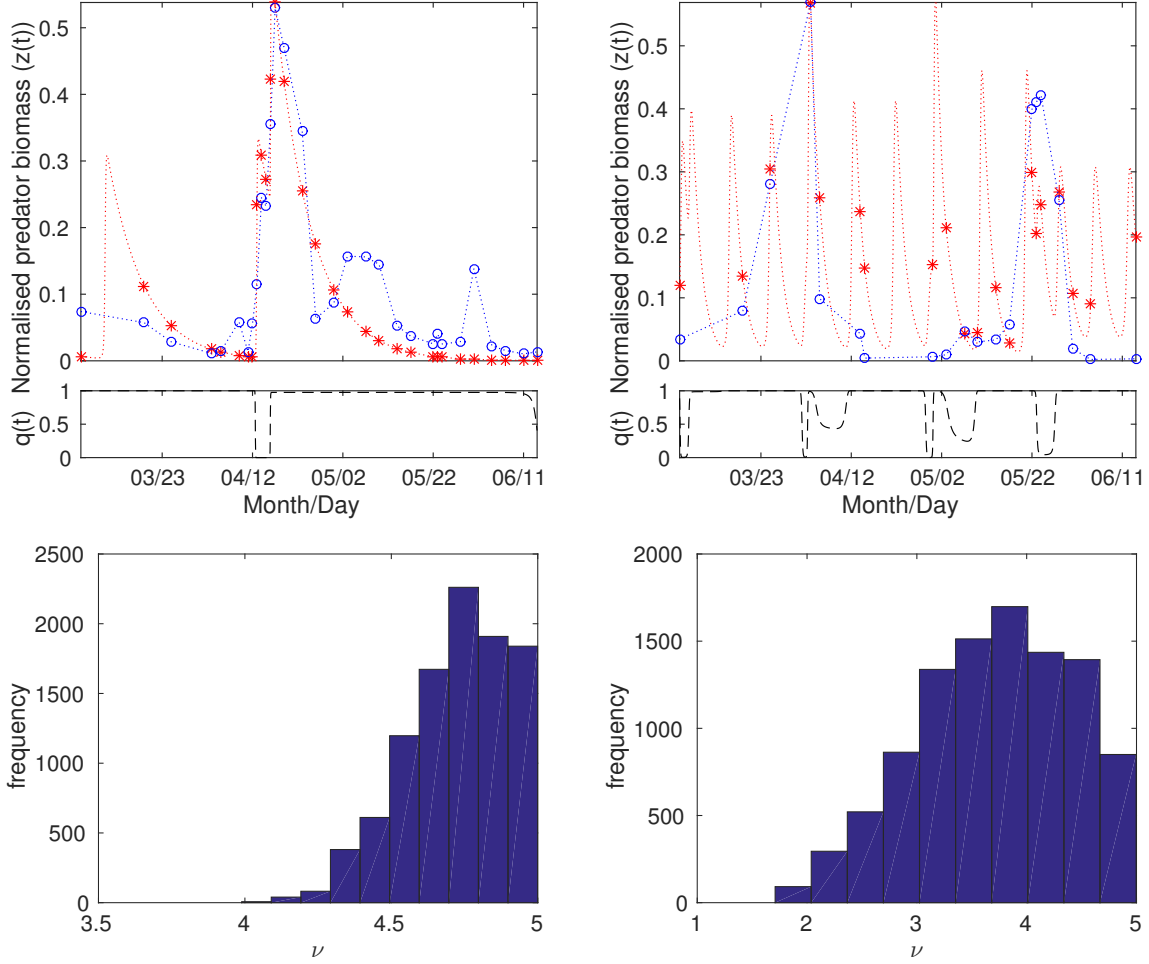 Normalised predator biomass (z(t))
0.5
0.4
0.3
0.2
0.1
0
q(t)
1
0.5
0
03/23 04/12 05/02 05/22 06/11
Month/Day
Normalised predator biomass (z(t))
0.5
0.4
0.3
0.2
0.1
0
q(t)
1
0.5
0
03/23 04/12 05/02 05/22 06/11
Month/Day
frequency
2500
2000
1500
1000
500
0
3.5 4 4.5 5
ν
frequency
2000
1500
1000
500
0
1 2 3 4 5
ν